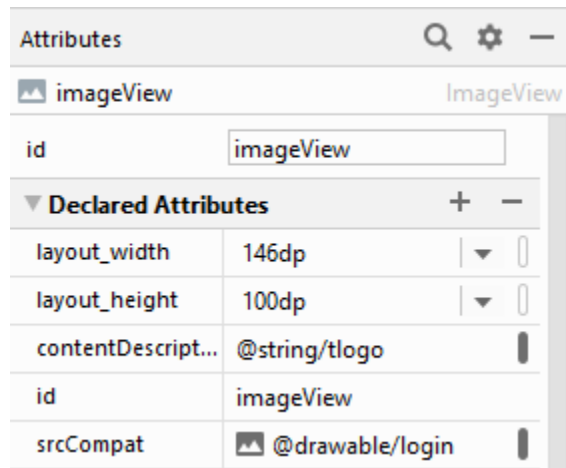 Attributes
imageView ImageView
id imageView
Declared Attributes
layout_width 146dp
layout_height 100dp
contentDescript... @string/tlogo
id imageView
srcCompat @drawable/login